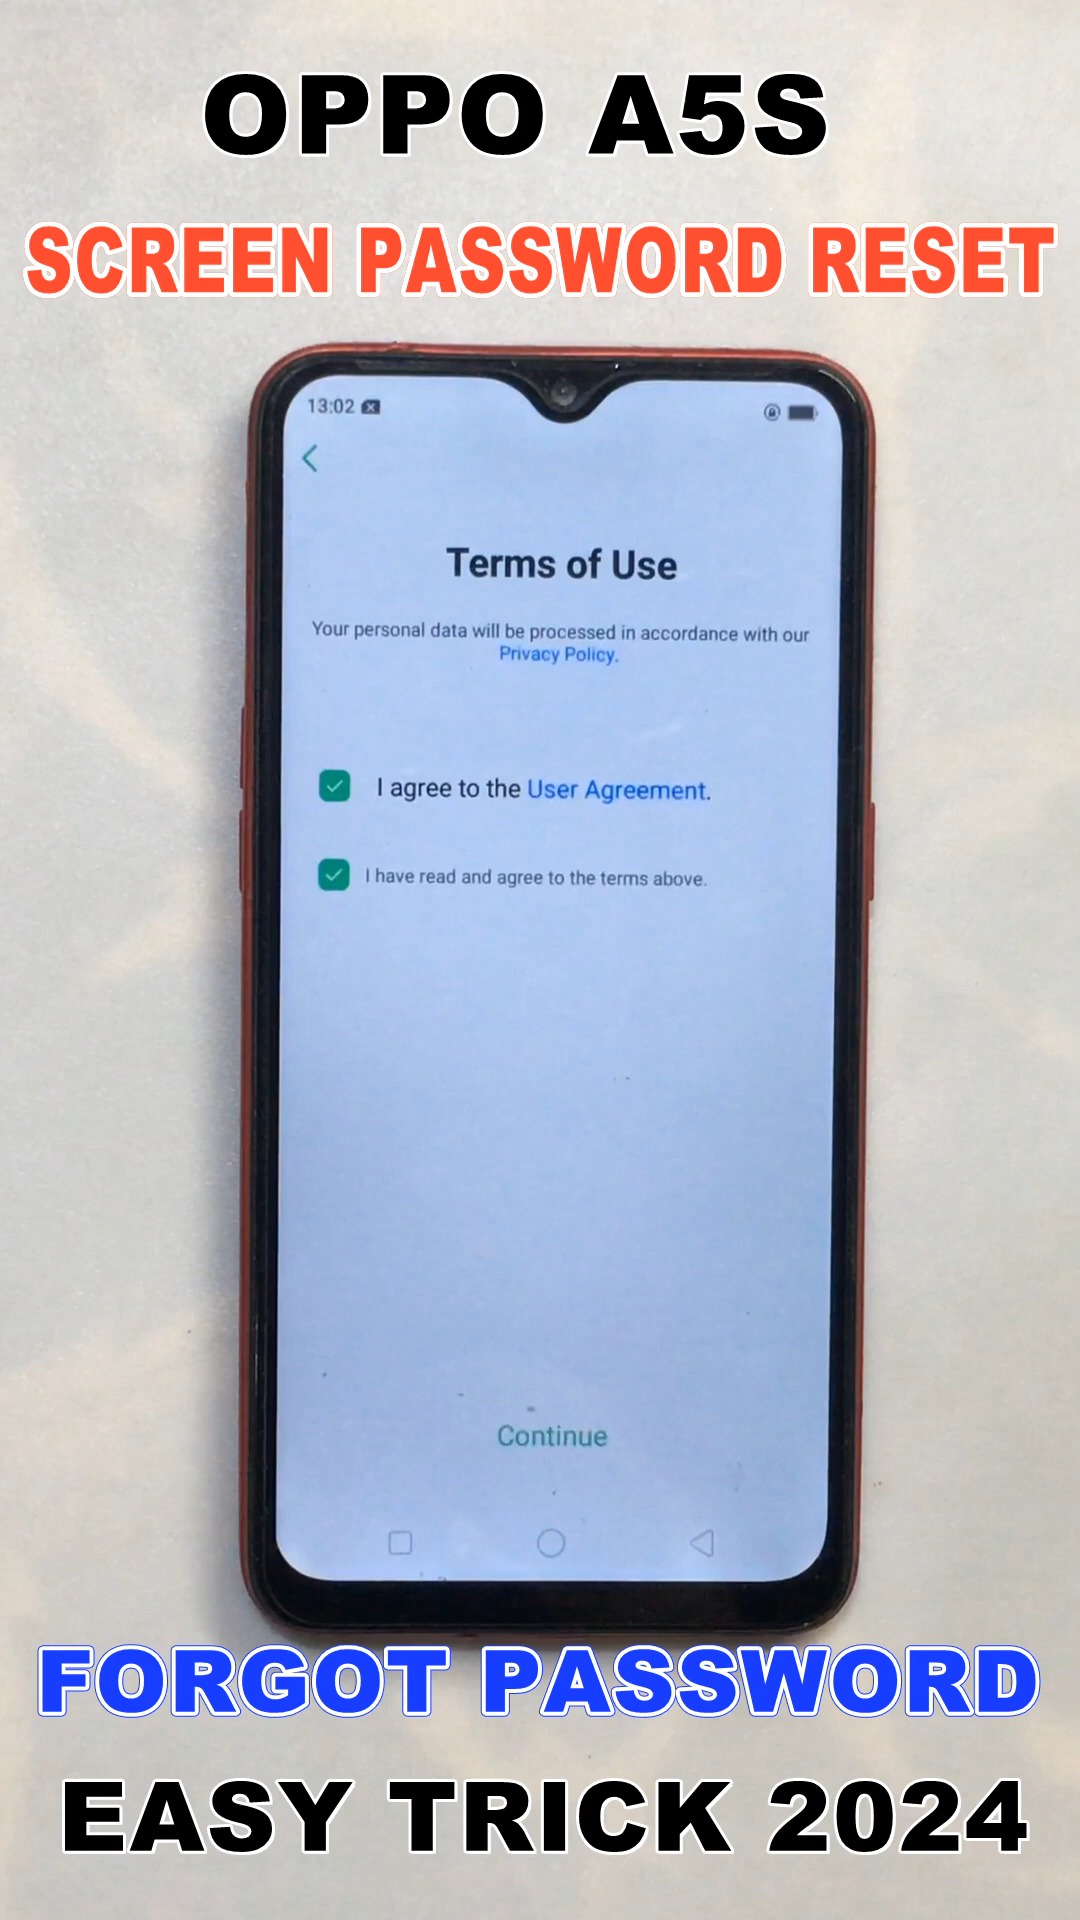 OPPO A5S
SCREEN PASSWORD RESET
13:02
Terms of Use
Your personal data will be processed in accordance with our
Privacy Policy.
I agree to the User Agreement.
I have read and agree to the terms above.
Continue
FORGOT PASSWORD
EASY TRICK 2024